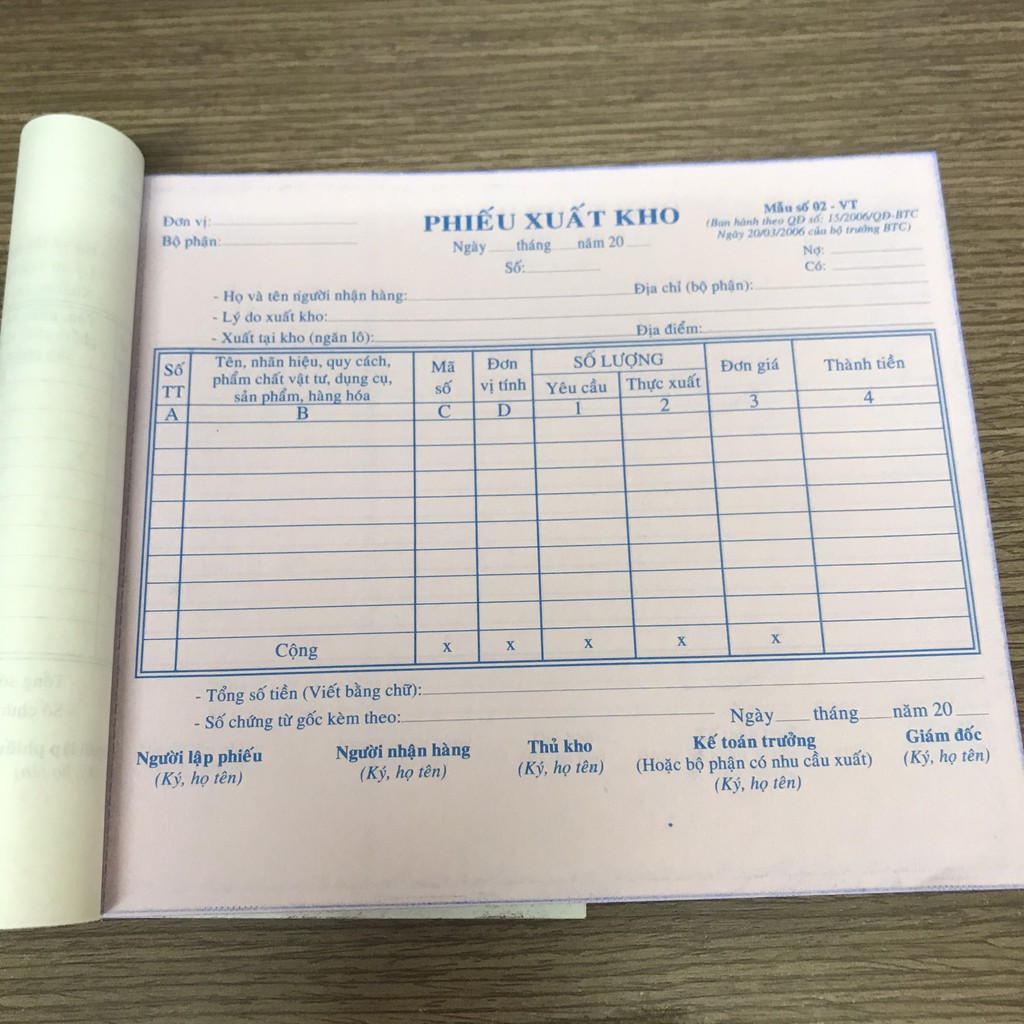 Đơn vị:
PHIẾU XUẤT KHO
Mẫu số 02 - VT
(Ban hành theo QĐ số: 15/2006/QĐ-BTC
Ngày 20/03/2006 của bộ trưởng BTC)
Bộ phận:
Ngày tháng năm 20
Số:
Nợ:
Có:
- Họ và tên người nhận hàng: Địa chỉ (bộ phận):
- Lý do xuất kho:
- Xuất tại kho (ngăn lô): Địa điểm:
Số TT
Tên, nhãn hiệu, quy cách,
phẩm chất vật tư, dụng cụ,
sản phẩm, hàng hóa
Mã số
Đơn vị tính
SỐ LƯỢNG
Yêu cầu Thực xuất
Đơn giá
Thành tiền
A B C D 1 2 3 4
Cộng x x x x x
- Tổng số tiền (Viết bằng chữ):
- Số chứng từ gốc kèm theo:
Ngày tháng năm 20
Người lập phiếu Người nhận hàng Thủ kho Kế toán trưởng Giám đốc
(Ký, họ tên) (Ký, họ tên) (Ký, họ tên) (Hoặc bộ phận có nhu cầu xuất) (Ký, họ tên)
(Ký, họ tên)